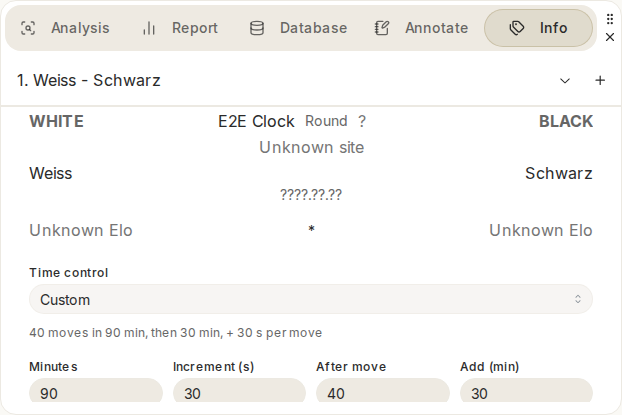 Analysis Report Database Annotate Info
1. Weiss - Schwarz
WHITE E2E Clock Round ? BLACK
Unknown site
Weiss Schwarz
????.??.??
Unknown Elo * Unknown Elo
Time control
Custom
40 moves in 90 min, then 30 min, + 30 s per move
Minutes Increment (s) After move Add (min)
90 30 40 30